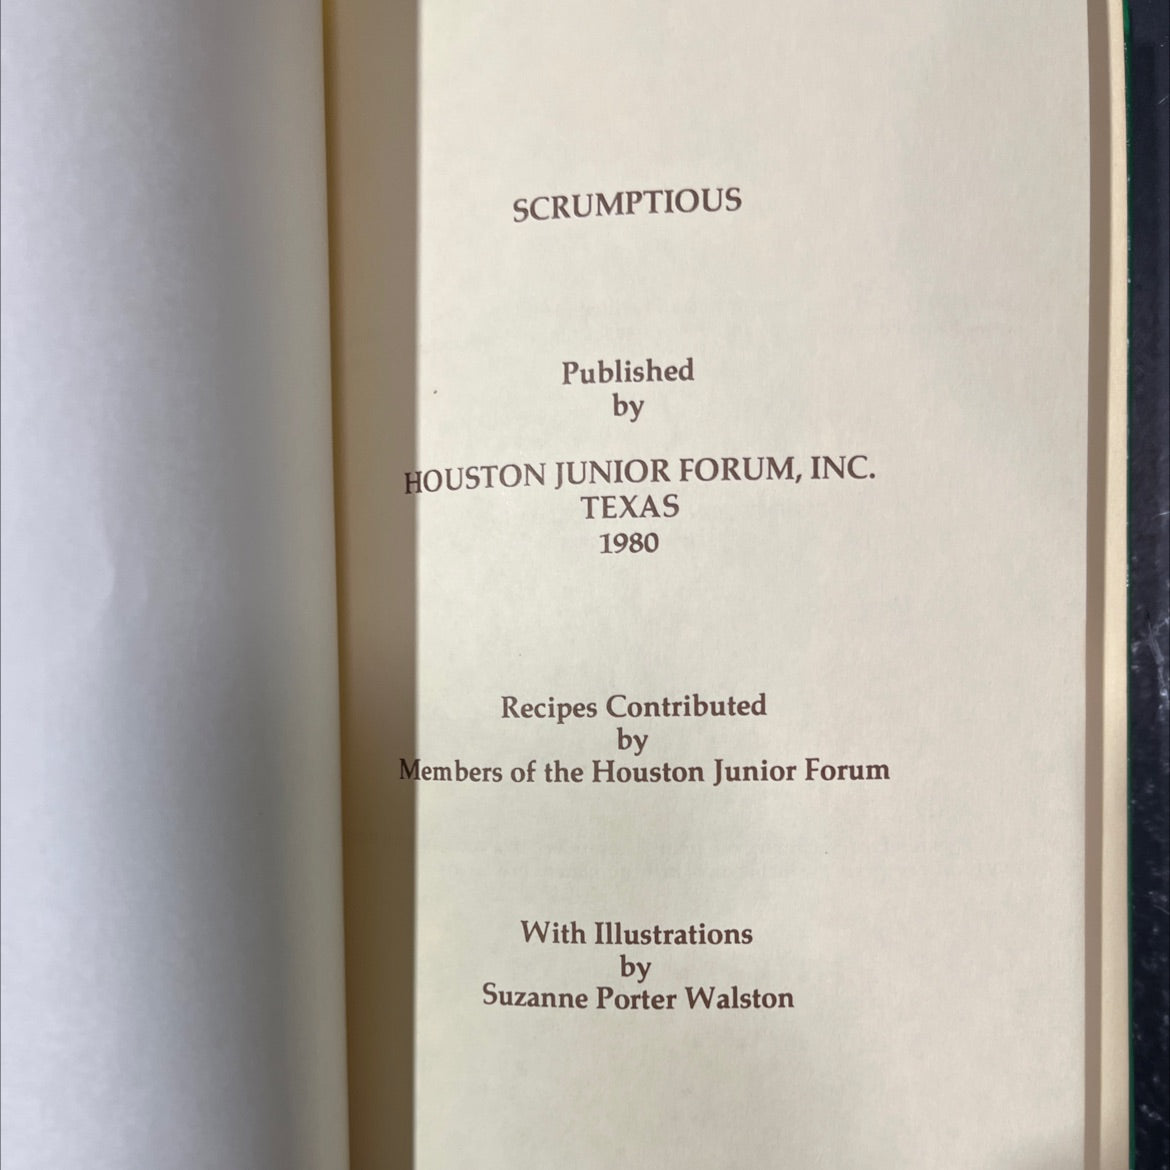 SCRUMPTIOUS
Published
by
HOUSTON JUNIOR FORUM, INC.
TEXAS
1980
Recipes Contributed
by
Members of the Houston Junior Forum
With Illustrations
by
Suzanne Porter Walston